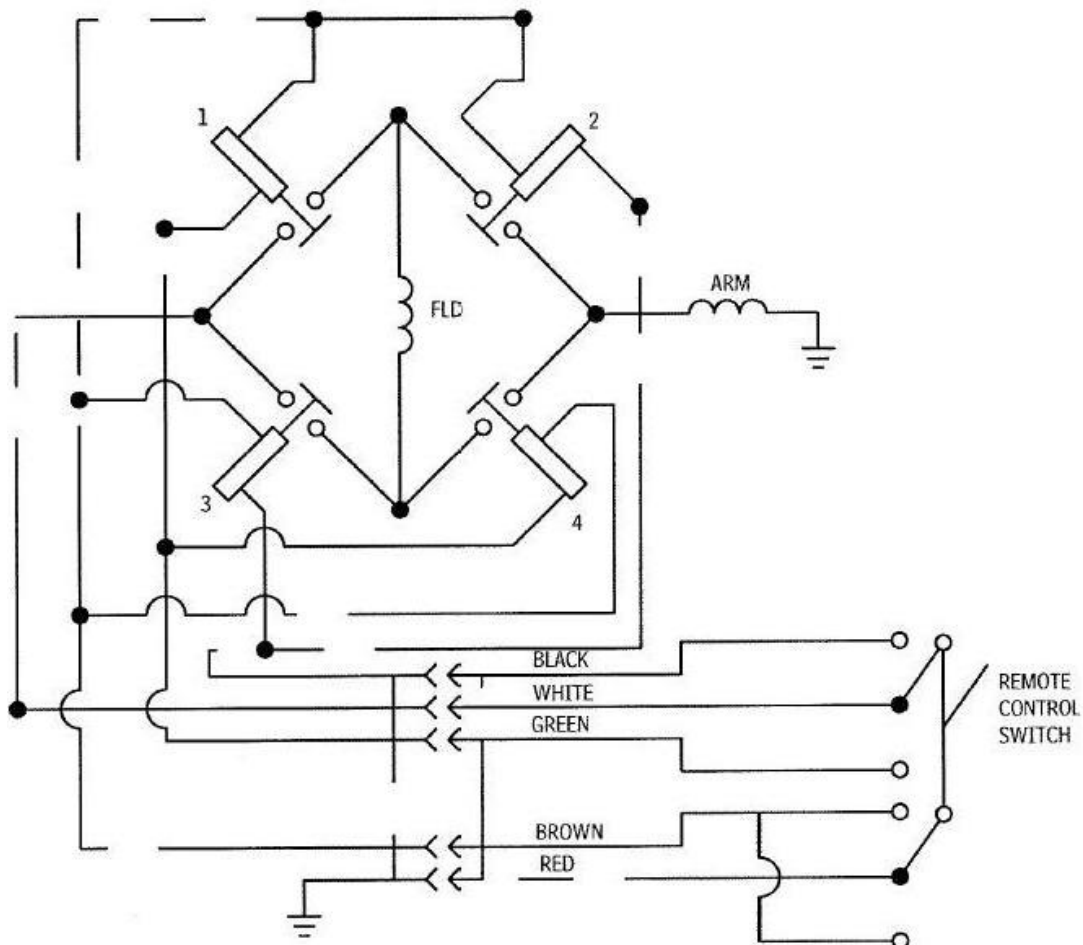 1
2
ARM
FLD
3
4
BLACK
WHITE
GREEN
REMOTE
CONTROL
SWITCH
BROWN
RED